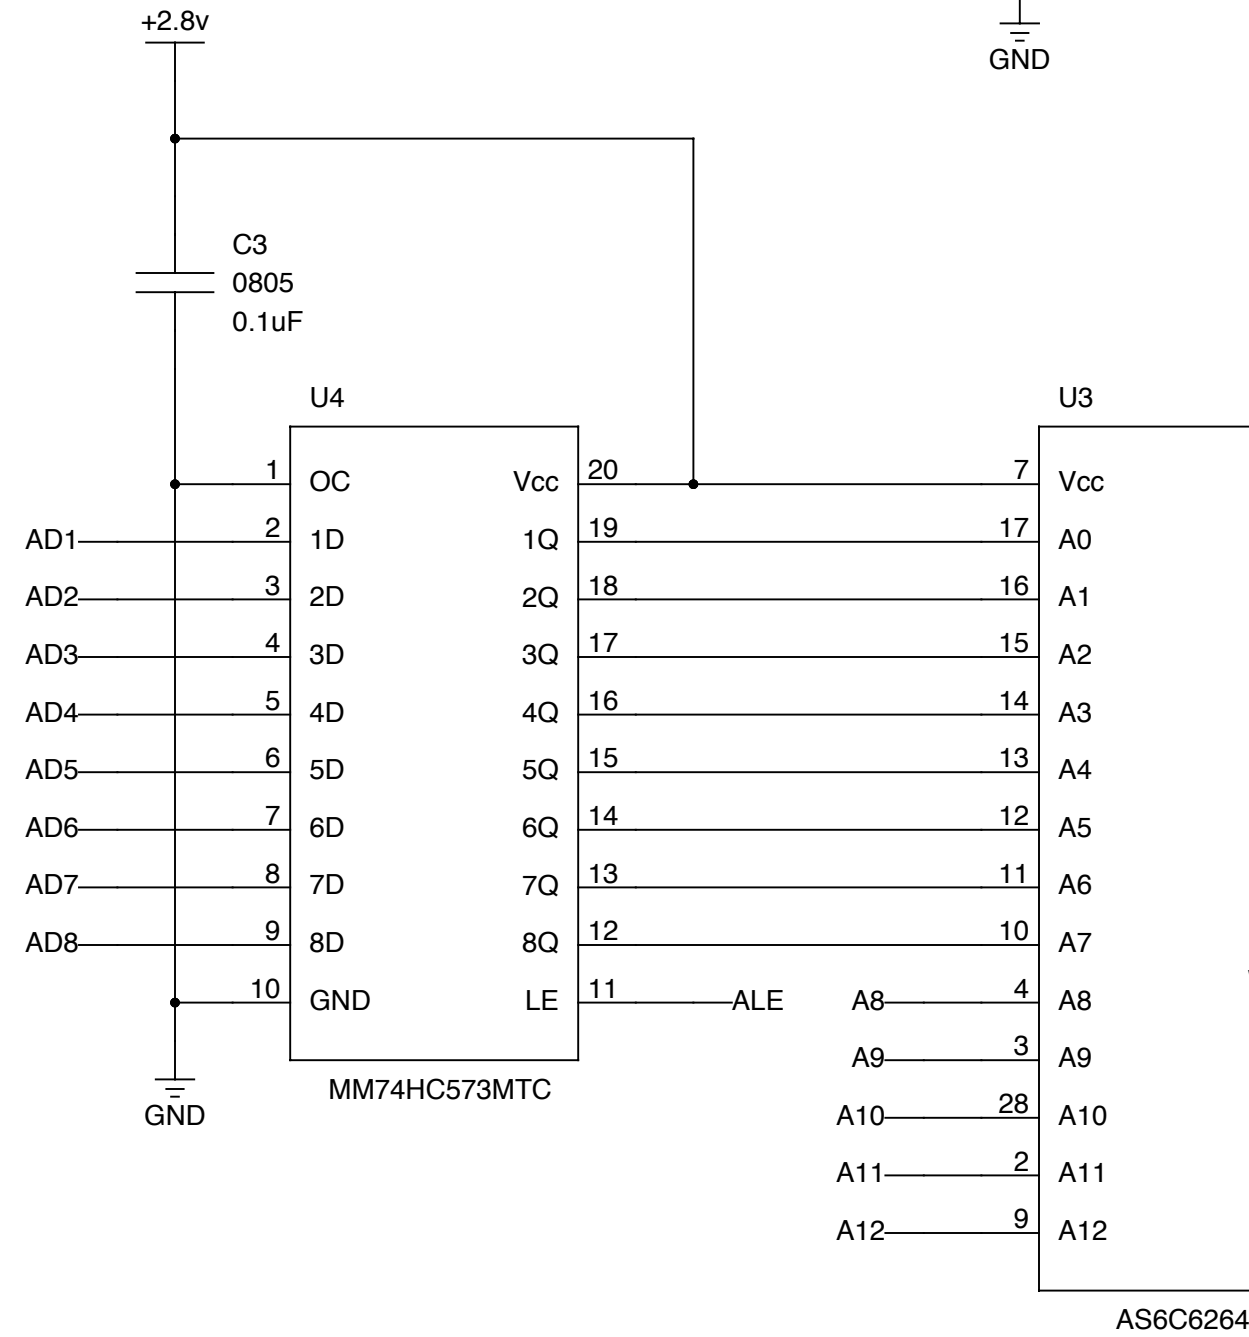 +2.8v
GND
C3
0805
0.1uF
U4
U3
1 OC Vcc 20 7 Vcc
AD1 2 1D 1Q 19 17 A0
AD2 3 2D 2Q 18 16 A1
AD3 4 3D 3Q 17 15 A2
AD4 5 4D 4Q 16 14 A3
AD5 6 5D 5Q 15 13 A4
AD6 7 6D 6Q 14 12 A5
AD7 8 7D 7Q 13 11 A6
AD8 9 8D 8Q 12 10 A7
10 GND LE 11 ALE A8 4 A8
A9 3 A9
MM74HC573MTC
GND
A10 28 A10
A11 2 A11
A12 9 A12
AS6C6264